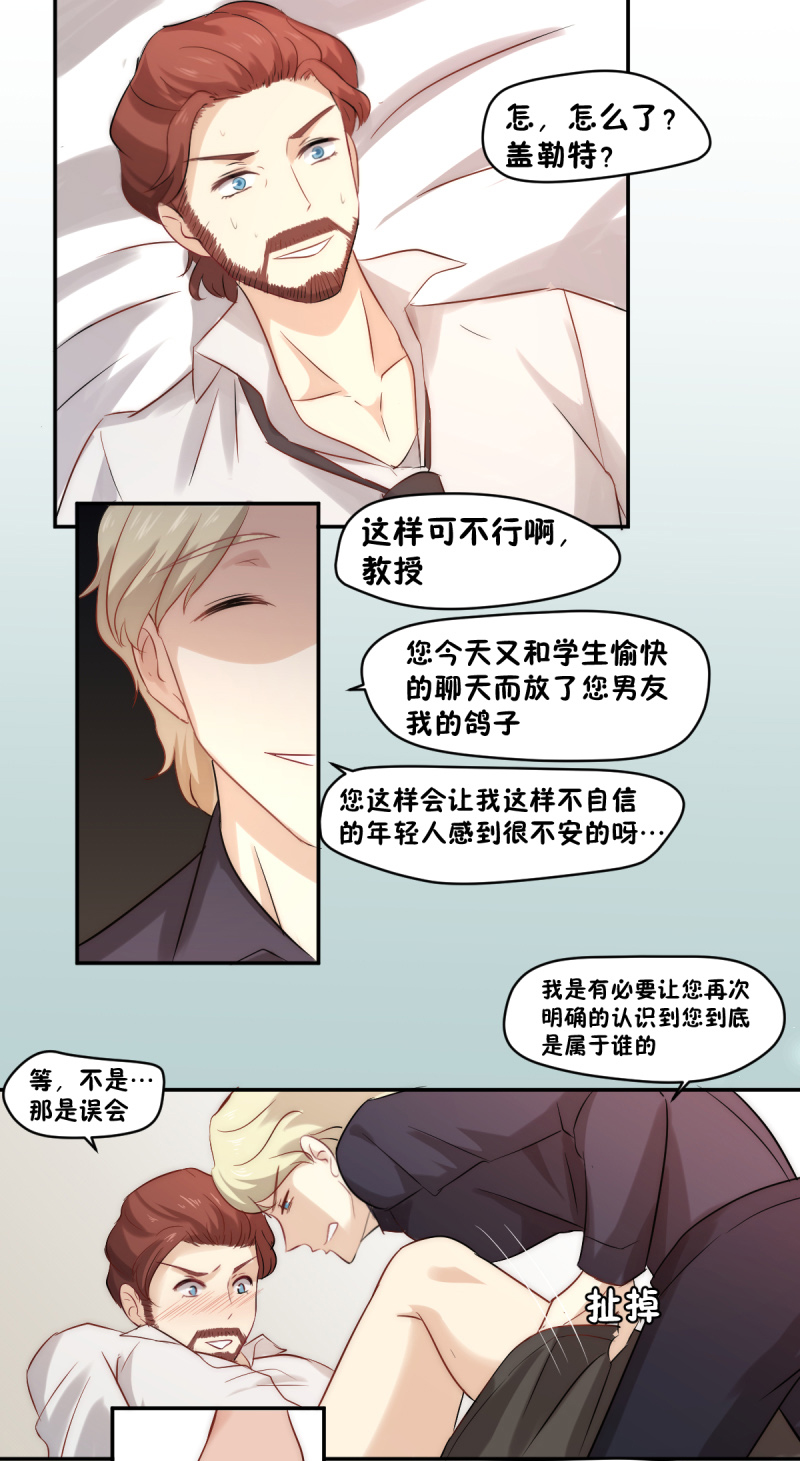 怎，怎么了？
盖勒特？
这样可不行啊，
教授
您今天又和学生愉快
的聊天而放了您男友
我的鸽子
您这样会让我这样不自信
的年轻人感到很不安的呀…
我是有必要让您再次
明确的认识到您到底
是属于谁的
等，不是…
那是误会
扯掉